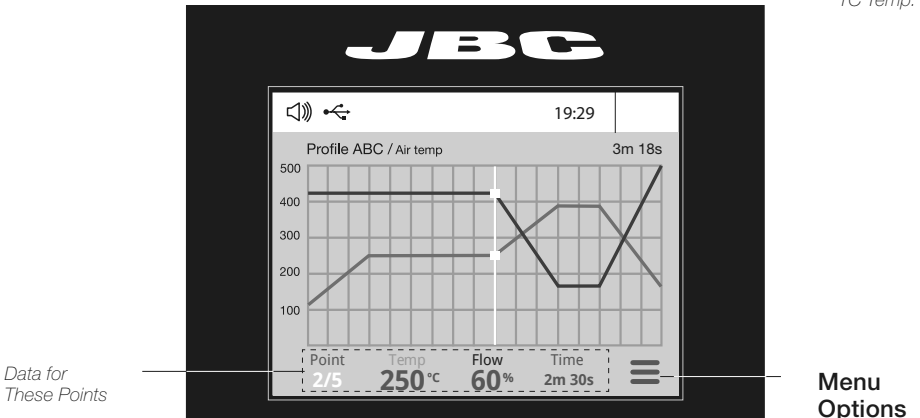 TC Temp.
JBC
19:29
Profile ABC / Air temp 3m 18s
500
400
300
200
100
Point Temp Flow Time
2/5 250 °C 60 % 2m 30s
Data for
These Points
Menu
Options